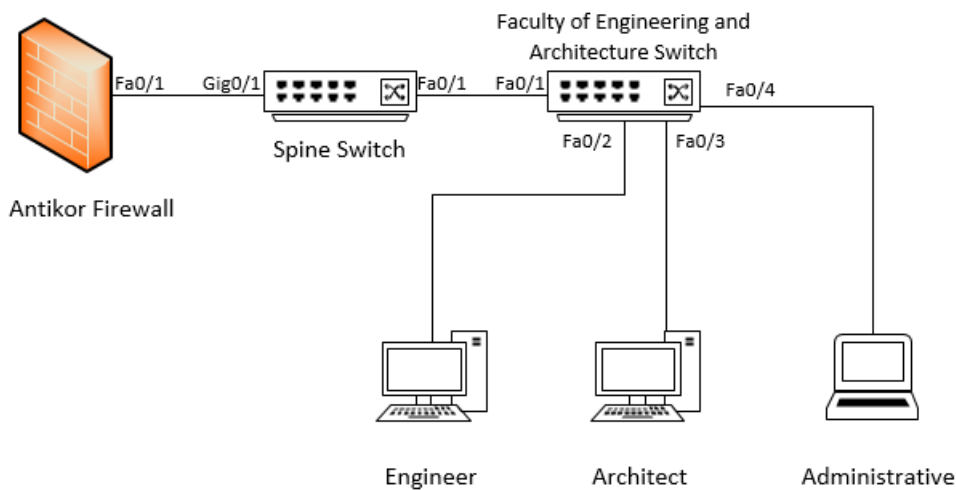 Faculty of Engineering and
Architecture Switch
Fa0/1
Gig0/1
Fa0/1
Fa0/1
Fa0/4
Fa0/2
Fa0/3
Spine Switch
Antikor Firewall
Engineer
Architect
Administrative